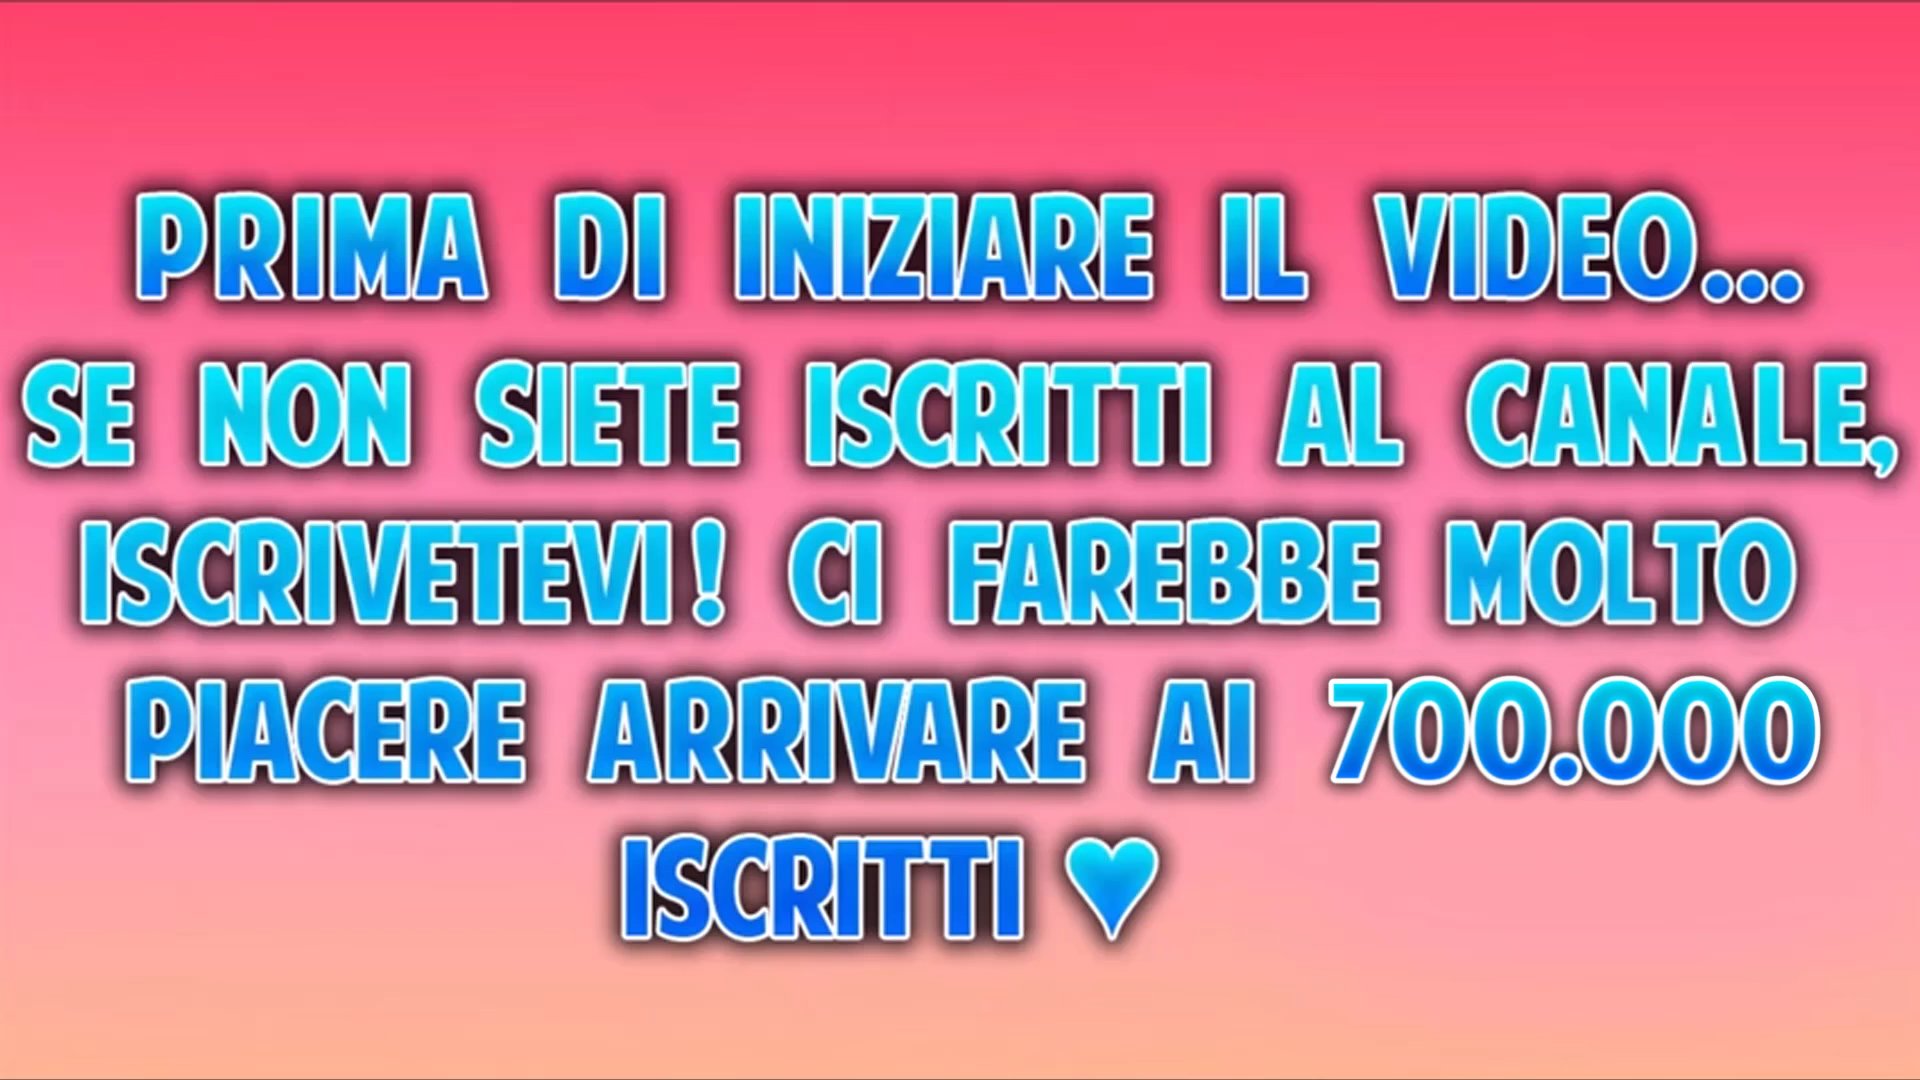 PRIMA DI INIZIARE IL VIDEO...
SE NON SIETE ISCRITTI AL CANALE,
ISCRIVETEVI! CI FAREBBE MOLTO
PIACERE ARRIVARE AI 700.000
ISCRITTI ♥